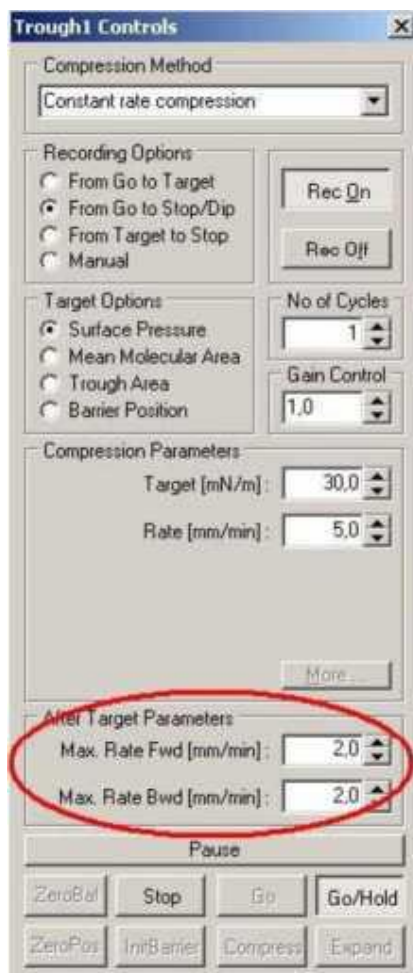 Trough1 Controls
Compression Method
Constant rate compression
Recording Options
From Go to Target
From Go to Stop/Dip
From Target to Stop
Manual
Rec On
Rec Off
Target Options
Surface Pressure
Mean Molecular Area
Trough Area
Barrier Position
No of Cycles
1
Gain Control
1,0
Compression Parameters
Target [mN/m] : 30,0
Rate [mm/min] : 5,0
More ...
After Target Parameters
Max. Rate Fwd [mm/min] : 2,0
Max. Rate Bwd [mm/min] : 2,0
Pause
ZeroBal Stop Go Go/Hold
ZeroPos InitBarrier Compress Expand